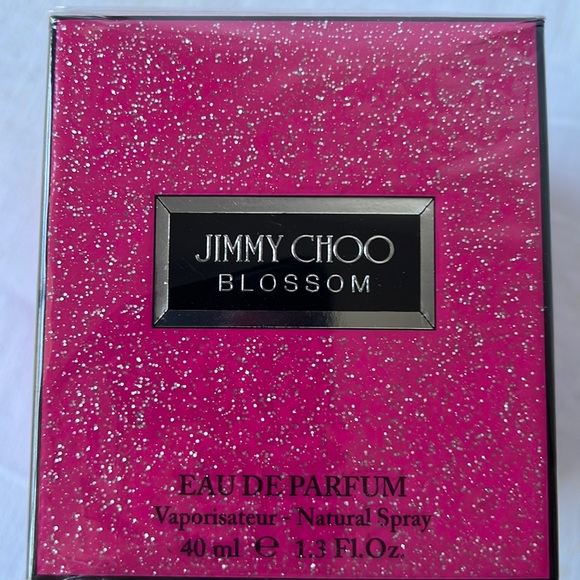 JIMMY CHOO
BLOSSOM
EAU DE PARFUM
Vaporisateur - Natural Spray
40 ml ℮ 1.3 Fl.Oz.